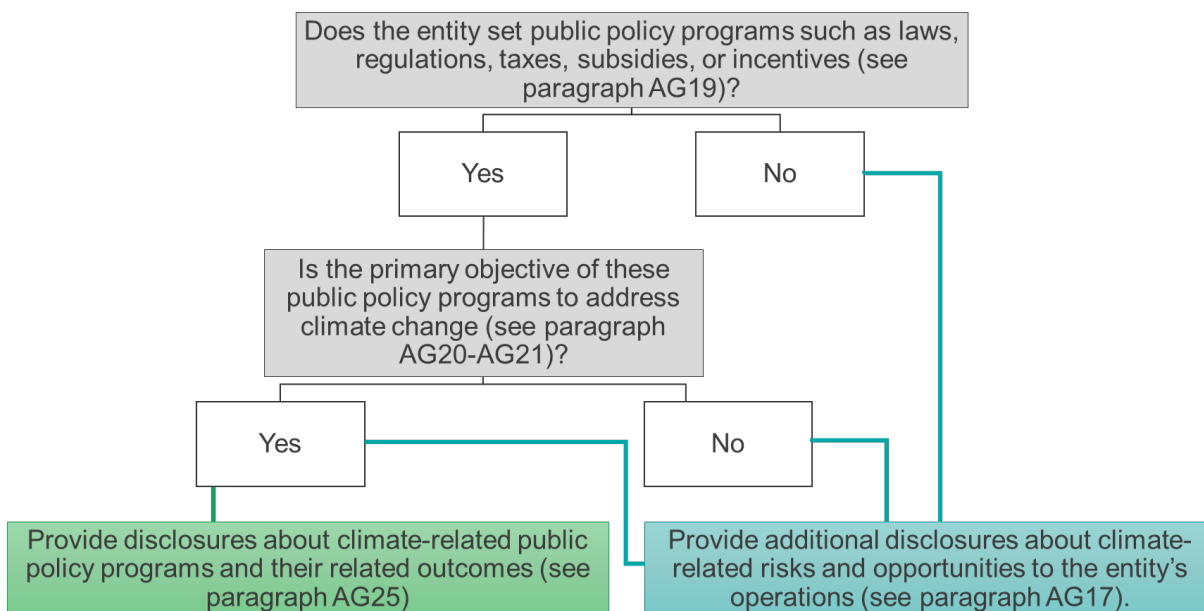 Does the entity set public policy programs such as laws,
regulations, taxes, subsidies, or incentives (see
paragraph AG19)?
Yes
No
Is the primary objective of these
public policy programs to address
climate change (see paragraph
AG20-AG21)?
Yes
No
Provide disclosures about climate-related public
policy programs and their related outcomes (see
paragraph AG25)
Provide additional disclosures about climate-
related risks and opportunities to the entity’s
operations (see paragraph AG17).